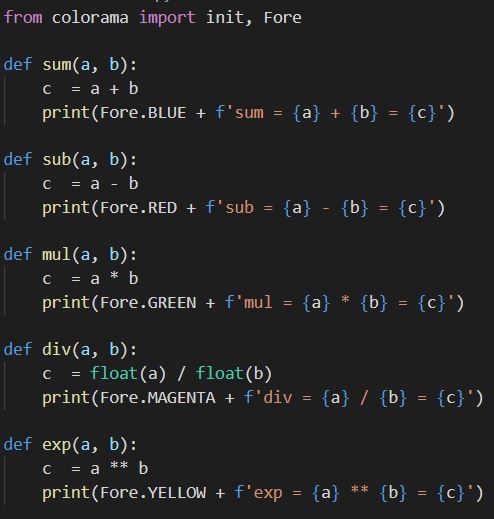 from colorama import init, Fore
def sum(a, b):
    c  = a + b
    print(Fore.BLUE + f'sum = {a} + {b} = {c}')
def sub(a, b):
    c  = a - b
    print(Fore.RED + f'sub = {a} - {b} = {c}')
def mul(a, b):
    c  = a * b
    print(Fore.GREEN + f'mul = {a} * {b} = {c}')
def div(a, b):
    c  = float(a) / float(b)
    print(Fore.MAGENTA + f'div = {a} / {b} = {c}')
def exp(a, b):
    c  = a ** b
    print(Fore.YELLOW + f'exp = {a} ** {b} = {c}')